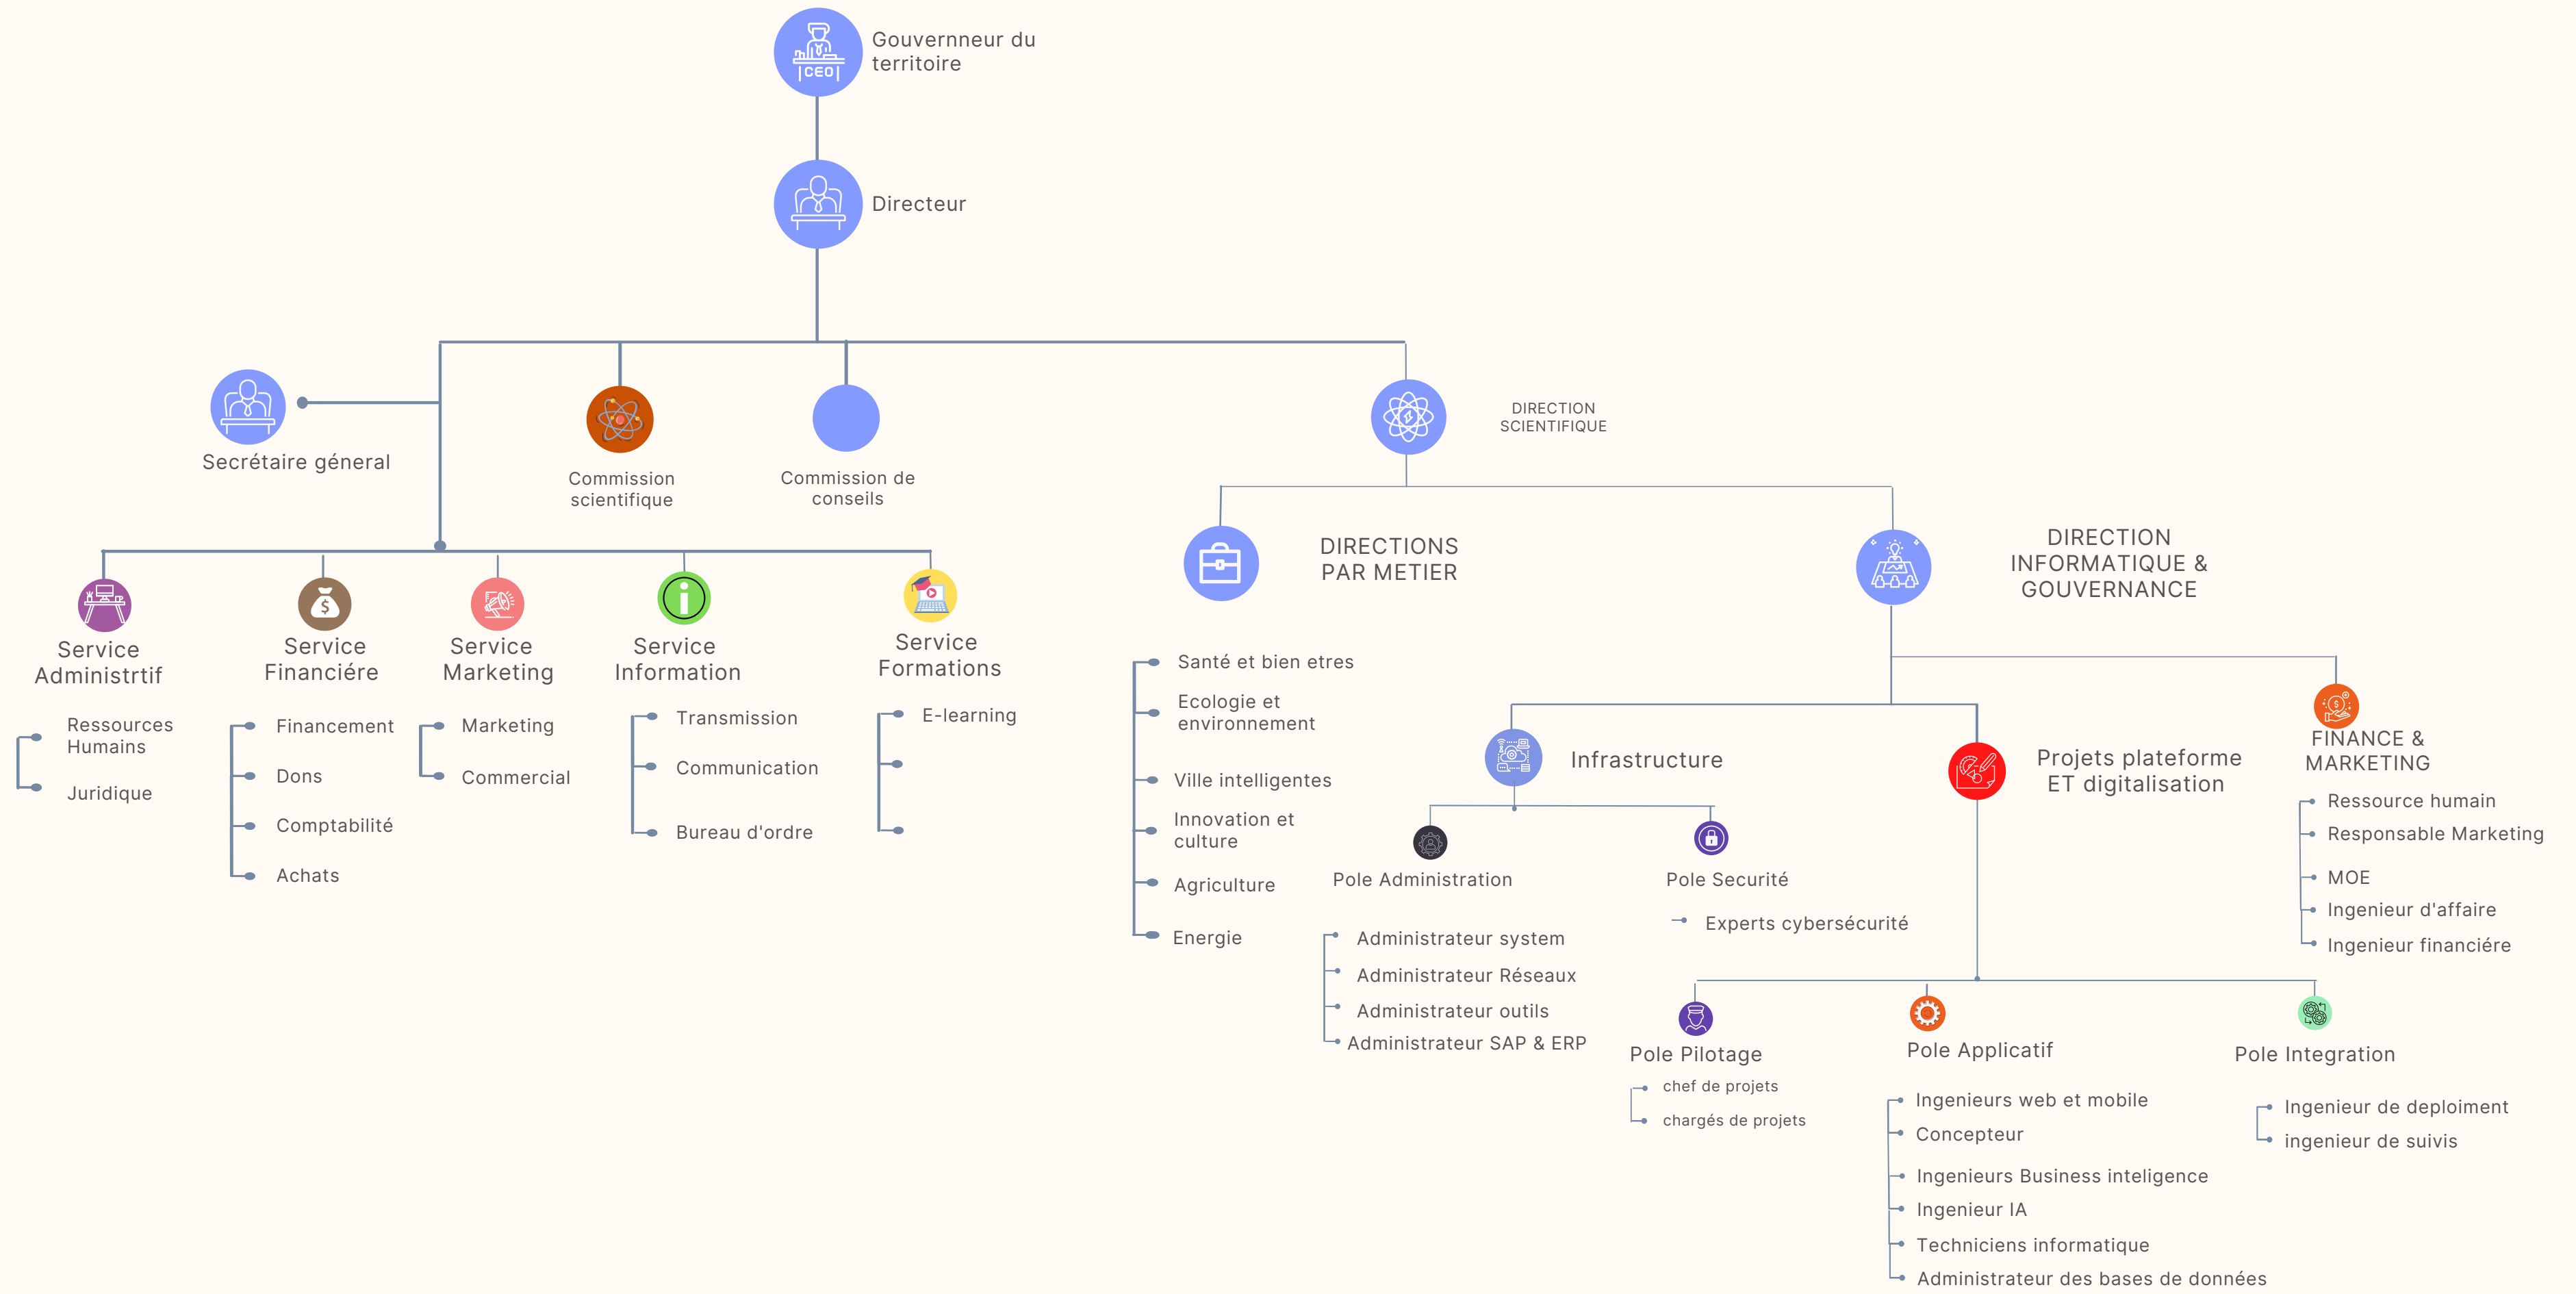 CEO
Gouvernneur du
territoire
Directeur
Secrétaire géneral
Commission
scientifique
Commission de
conseils
DIRECTION
SCIENTIFIQUE
DIRECTIONS
PAR METIER
DIRECTION
INFORMATIQUE &
GOUVERNANCE
Service
Administrtif
Ressources
Humains
Juridique
Service
Financiére
Financement
Dons
Comptabilité
Achats
Service
Marketing
Marketing
Commercial
Service
Information
Transmission
Communication
Bureau d'ordre
Service
Formations
E-learning
Santé et bien etres
Ecologie et
environnement
Ville intelligentes
Innovation et
culture
Agriculture
Energie
Infrastructure
Pole Administration
Administrateur system
Administrateur Réseaux
Administrateur outils
Administrateur SAP & ERP
Pole Securité
Experts cybersécurité
Projets plateforme
ET digitalisation
Pole Pilotage
chef de projets
chargés de projets
Pole Applicatif
Ingenieurs web et mobile
Concepteur
Ingenieurs Business inteligence
Ingenieur IA
Techniciens informatique
Administrateur des bases de données
Pole Integration
Ingenieur de deploiment
ingenieur de suivis
FINANCE &
MARKETING
Ressource humain
Responsable Marketing
MOE
Ingenieur d'affaire
Ingenieur financiére